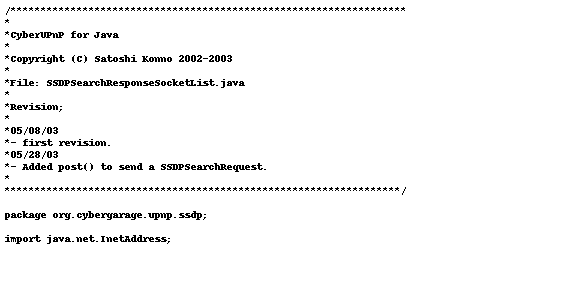 /******************************************************************
*
*CyberUPnP for Java
*
*Copyright (C) Satoshi Konno 2002-2003
*
*File: SSDPSearchResponseSocketList.java
*
*Revision;
*
*05/08/03
*- first revision.
*05/28/03
*- Added post() to send a SSDPSearchRequest.
*
******************************************************************/
package org.cybergarage.upnp.ssdp;
import java.net.InetAddress;